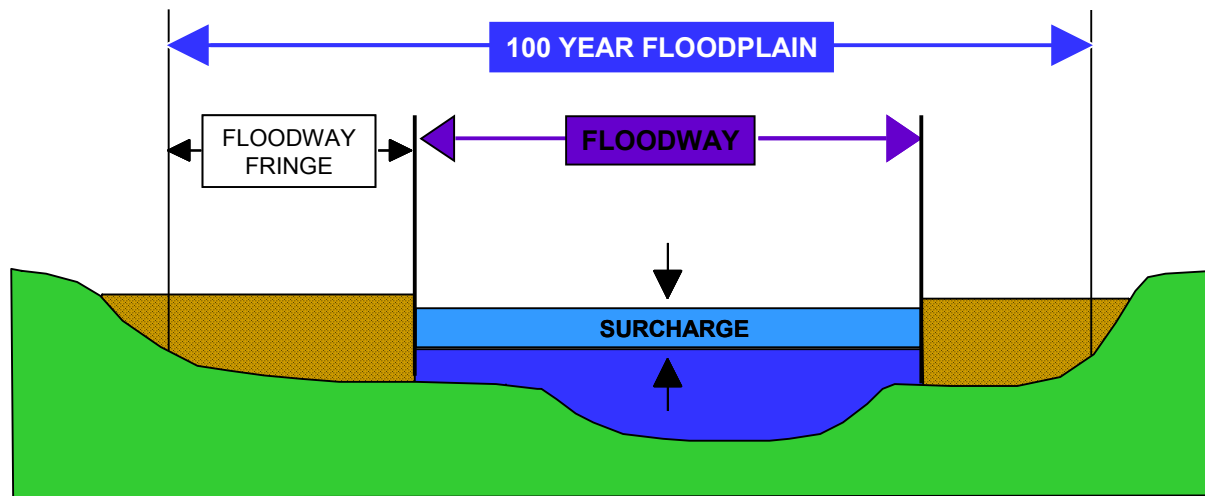 100 YEAR FLOODPLAIN
FLOODWAY
FRINGE
FLOODWAY
SURCHARGE